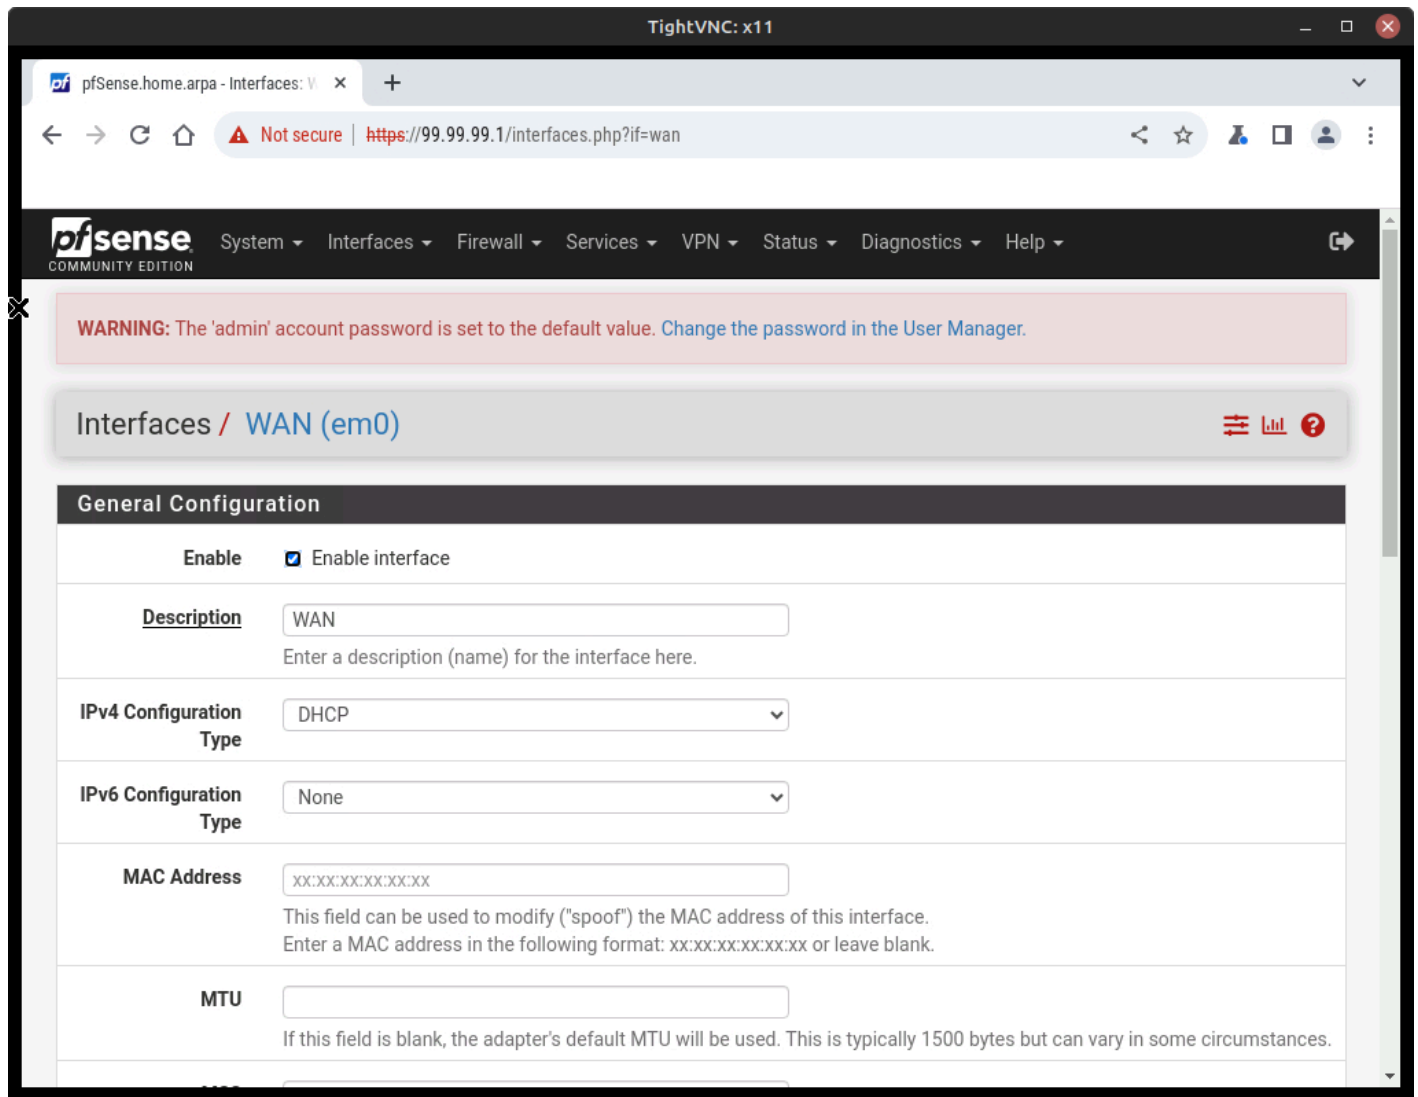 TightVNC: x11
pfSense.home.arpa - Interfaces: W
Not secure | https://99.99.99.1/interfaces.php?if=wan
pfsense
COMMUNITY EDITION
System Interfaces Firewall Services VPN Status Diagnostics Help
WARNING: The 'admin' account password is set to the default value. Change the password in the User Manager.
Interfaces / WAN (em0)
General Configuration
Enable Enable interface
Description WAN
Enter a description (name) for the interface here.
IPv4 Configuration Type DHCP
IPv6 Configuration Type None
MAC Address xx:xx:xx:xx:xx:xx
This field can be used to modify ("spoof") the MAC address of this interface.
Enter a MAC address in the following format: xx:xx:xx:xx:xx:xx or leave blank.
MTU
If this field is blank, the adapter's default MTU will be used. This is typically 1500 bytes but can vary in some circumstances.